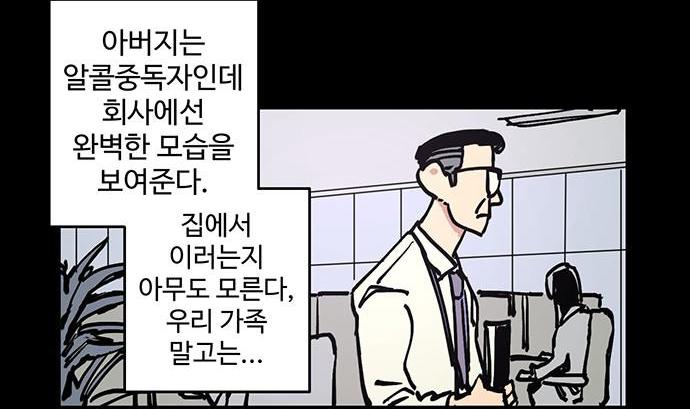 아버지는
알콜중독자인데
회사에선
완벽한 모습을
보여준다.
집에서
이러는지
아무도 모른다,
우리 가족
말고는...